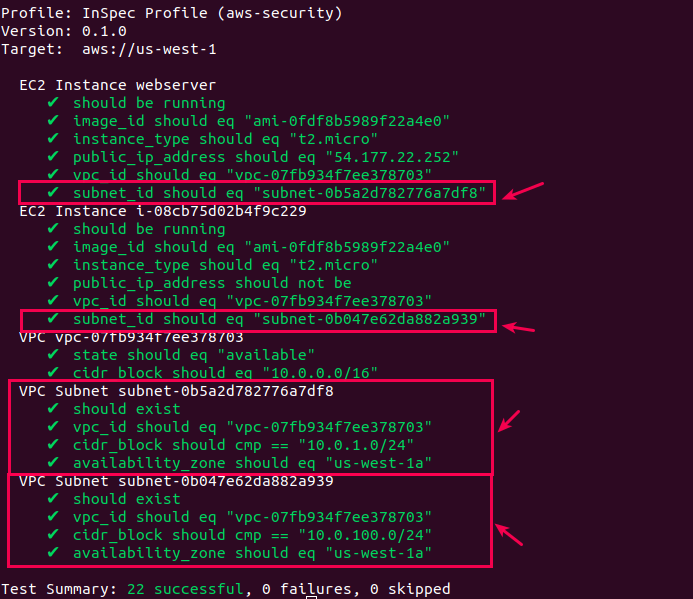 Profile: InSpec Profile (aws-security)
Version: 0.1.0
Target:  aws://us-west-1
EC2 Instance webserver
✔ should be running
✔ image_id should eq "ami-0fdf8b5989f22a4e0"
✔ instance_type should eq "t2.micro"
✔ public_ip_address should eq "54.177.22.252"
✔ vpc_id should eq "vpc-07fb934f7ee378703"
✔ subnet_id should eq "subnet-0b5a2d782776a7df8"
EC2 Instance i-08cb75d02b4f9c229
✔ should be running
✔ image_id should eq "ami-0fdf8b5989f22a4e0"
✔ instance_type should eq "t2.micro"
✔ public_ip_address should not be
✔ vpc_id should eq "vpc-07fb934f7ee378703"
✔ subnet_id should eq "subnet-0b047e62da882a939"
VPC vpc-07fb934f7ee378703
✔ state should eq "available"
✔ cidr_block should eq "10.0.0.0/16"
VPC Subnet subnet-0b5a2d782776a7df8
✔ should exist
✔ vpc_id should eq "vpc-07fb934f7ee378703"
✔ cidr_block should cmp == "10.0.1.0/24"
✔ availability_zone should eq "us-west-1a"
VPC Subnet subnet-0b047e62da882a939
✔ should exist
✔ vpc_id should eq "vpc-07fb934f7ee378703"
✔ cidr_block should cmp == "10.0.100.0/24"
✔ availability_zone should eq "us-west-1a"
Test Summary: 22 successful, 0 failures, 0 skipped